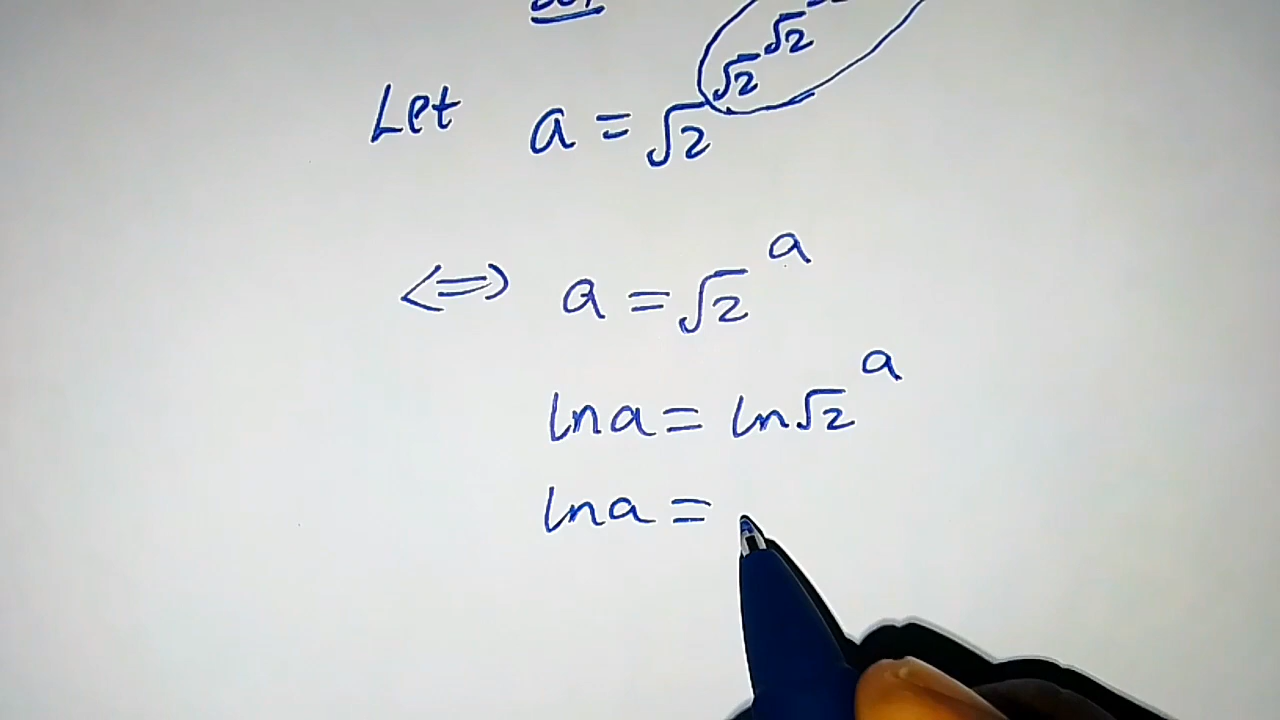 Let a = √2^√2^√2
<=> a = √2^a
ln a = ln √2^a
ln a =